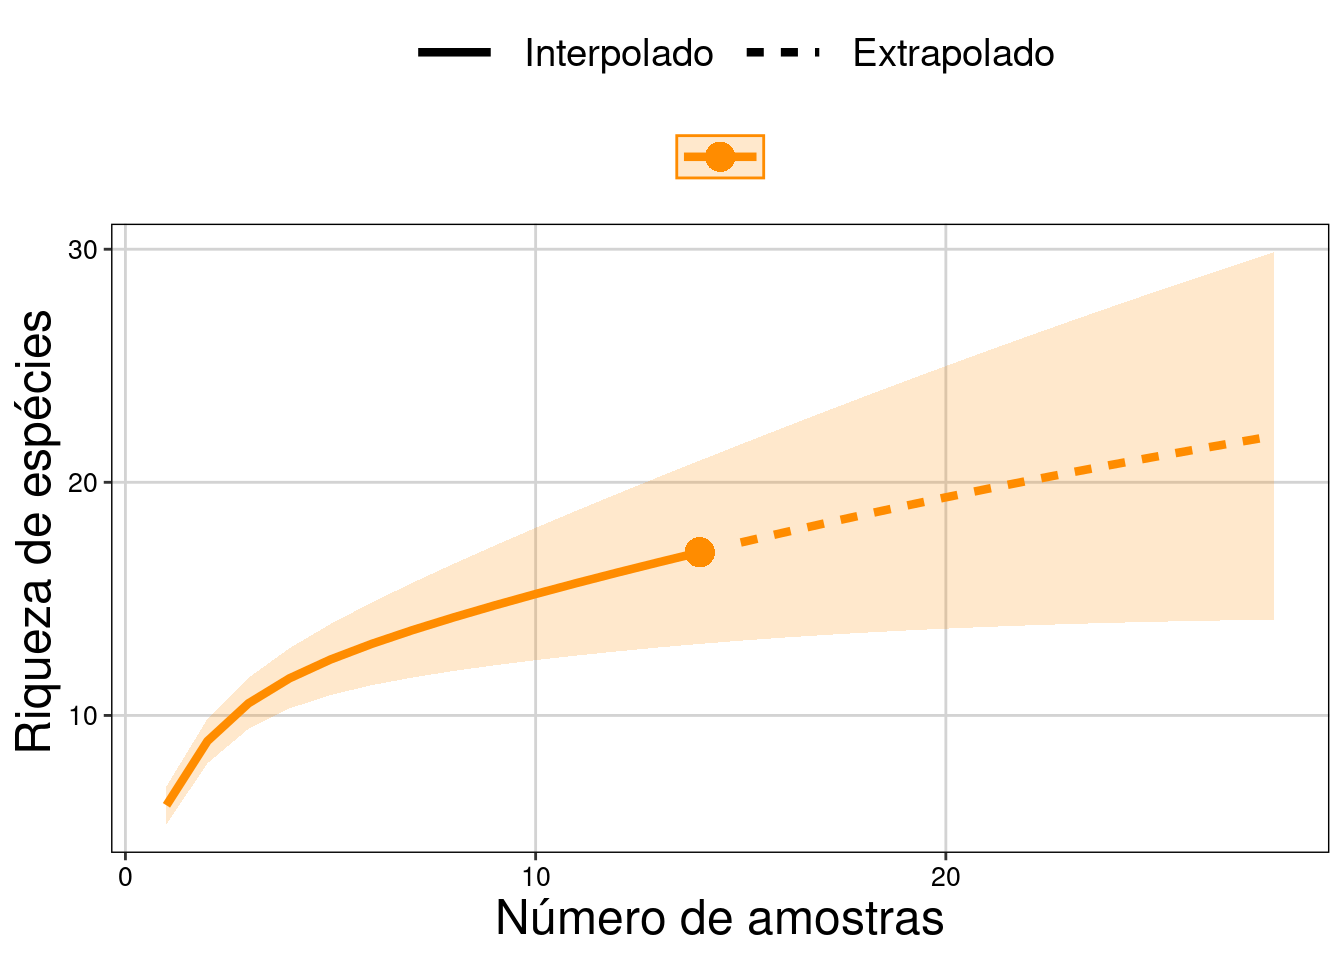 Interpolado Extrapolado
30
20
10
Riqueza de espécies
0 10 20
Número de amostras